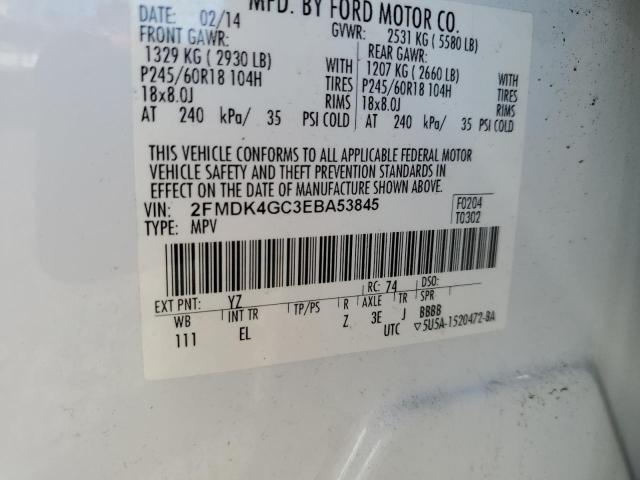 MFD. BY FORD MOTOR CO.
DATE: 02/14
GVWR: 2531 KG (5580 LB)
FRONT GAWR:
1329 KG (2930 LB)
WITH
P245/60R18 104H
TIRES
18x8.0J
RIMS
AT 240 kPa/ 35 PSI COLD
REAR GAWR:
1207 KG (2660 LB)
WITH
P245/60R18 104H
TIRES
18x8.0J
RIMS
AT 240 kPa/ 35 PSI COLD
THIS VEHICLE CONFORMS TO ALL APPLICABLE FEDERAL MOTOR
VEHICLE SAFETY AND THEFT PREVENTION STANDARDS IN
EFFECT ON THE DATE OF MANUFACTURE SHOWN ABOVE.
VIN: 2FMDK4GC3EBA53845
TYPE: MPV
F0204
T0302
EXT PNT: YZ RC: 74 DSO:
WB INT TR TP/PS R AXLE TR SPR
111 EL Z 3E J BBBB
UTC ▽5U5A-1520472-BA